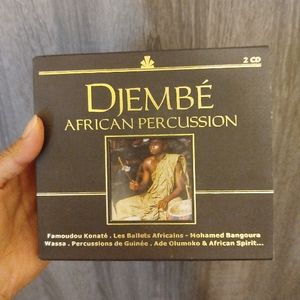 2 CD
DJEMBÉ
AFRICAN PERCUSSION
Famoudou Konaté . Les Ballets Africains - Mohamed Bangoura
Wassa . Percussions de Guinée . Ade Olumoko & African Spirit...